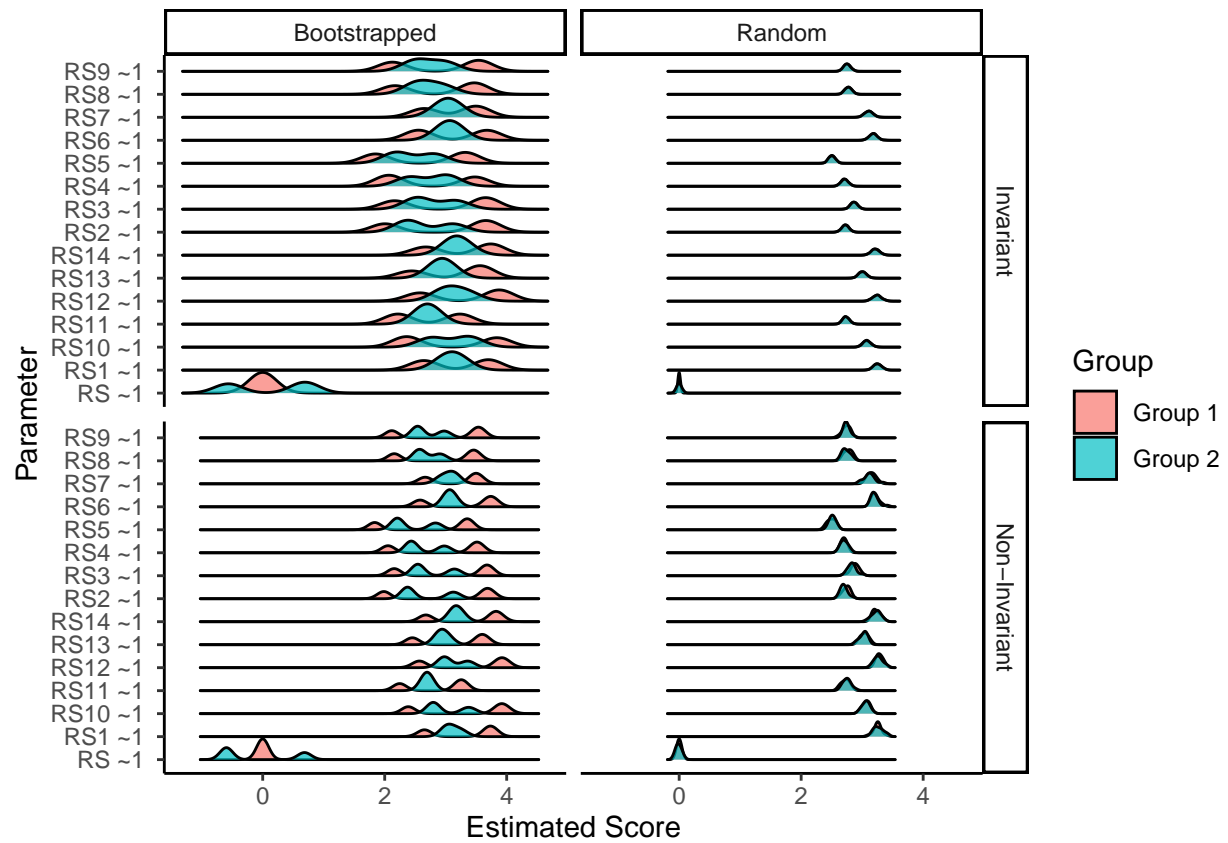 Bootstrapped
Random
RS9 ~1
RS8 ~1
RS7 ~1
RS6 ~1
RS5 ~1
RS4 ~1
RS3 ~1
RS2 ~1
RS14 ~1
RS13 ~1
RS12 ~1
RS11 ~1
RS10 ~1
RS1 ~1
RS ~1
Invariant
RS9 ~1
RS8 ~1
RS7 ~1
RS6 ~1
RS5 ~1
RS4 ~1
RS3 ~1
RS2 ~1
RS14 ~1
RS13 ~1
RS12 ~1
RS11 ~1
RS10 ~1
RS1 ~1
RS ~1
Non−Invariant
Parameter
0 2 4
0 2 4
Estimated Score
Group
Group 1
Group 2